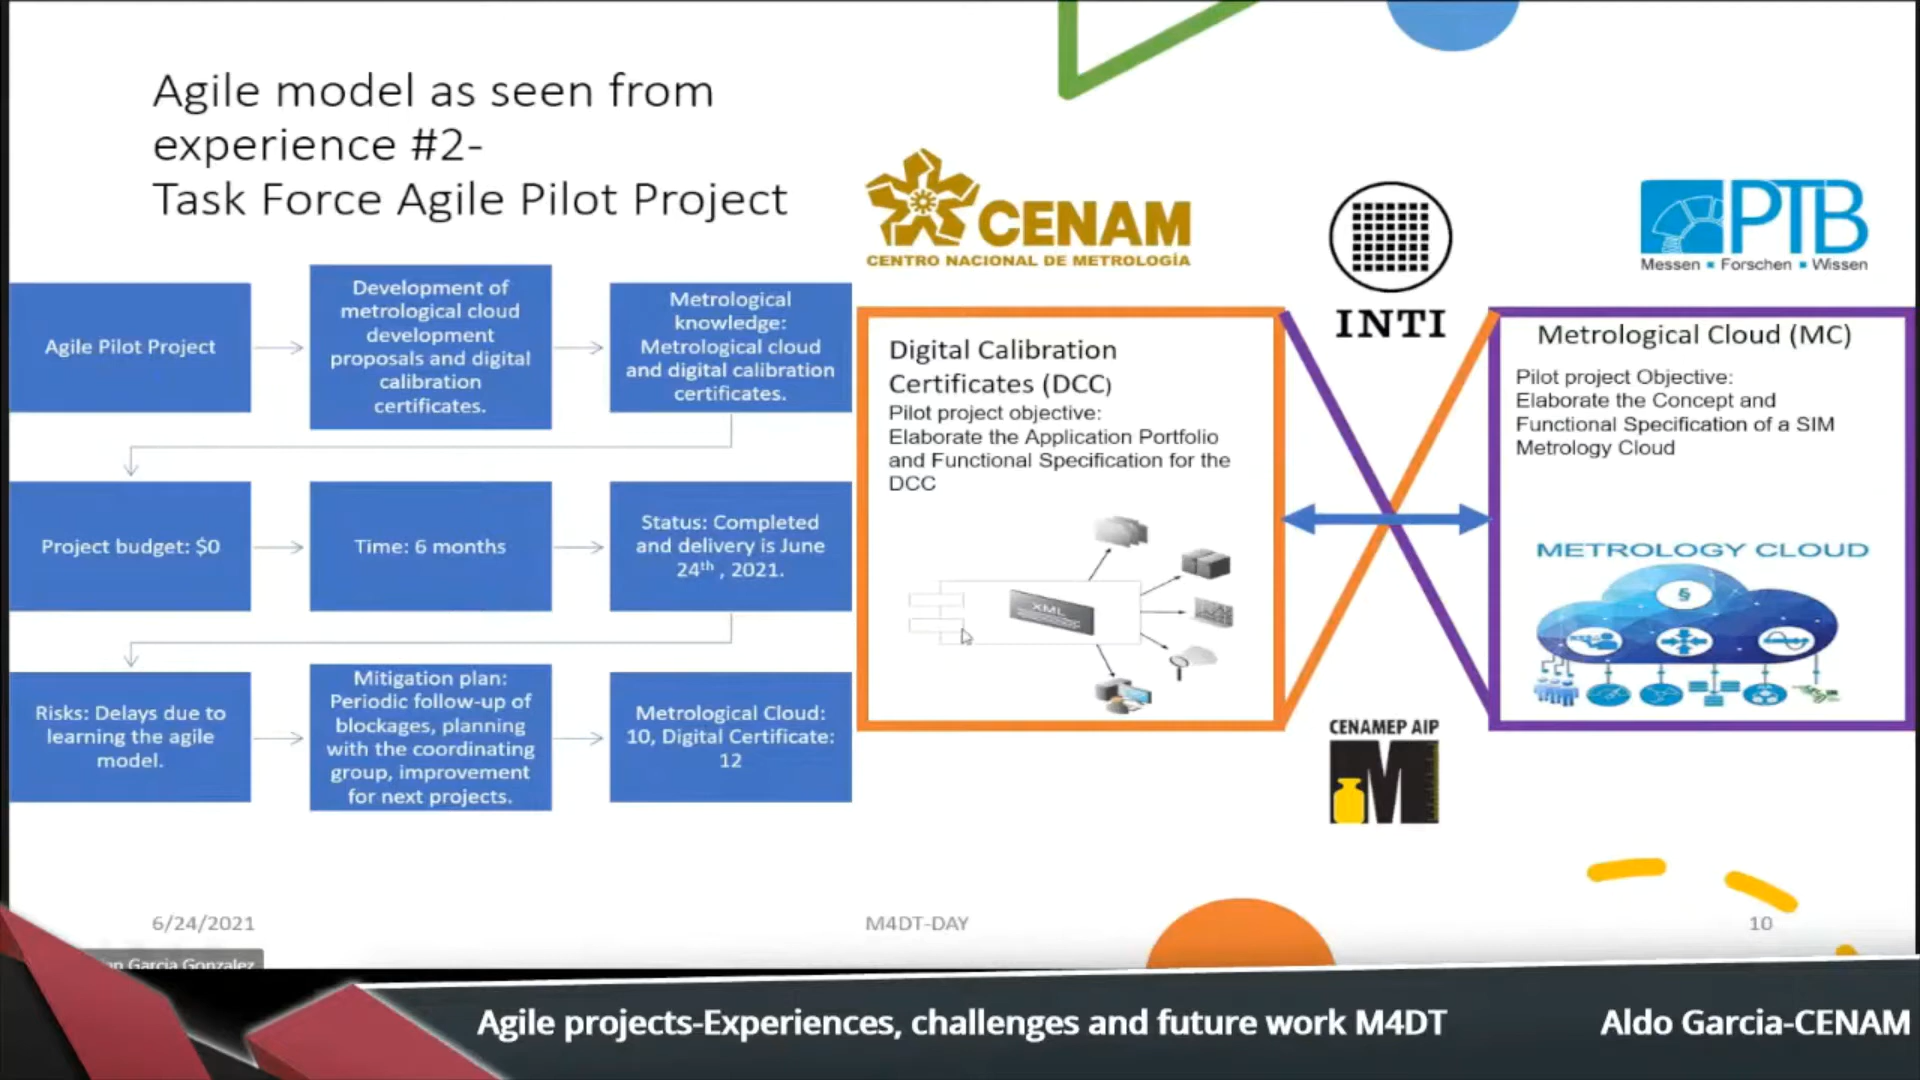 Agile model as seen from
experience #2-
Task Force Agile Pilot Project
Agile Pilot Project
Development of
metrological cloud
development
proposals and digital
calibration
certificates.
Metrological
knowledge:
Metrological cloud
and digital calibration
certificates.
Project budget: $0
Time: 6 months
Status: Completed
and delivery is June
24th , 2021.
Risks: Delays due to
learning the agile
model.
Mitigation plan:
Periodic follow-up of
blockages, planning
with the coordinating
group, improvement
for next projects.
Metrological Cloud:
10, Digital Certificate:
12
CENAM
CENTRO NACIONAL DE METROLOGÍA
INTI
PTB
Messen ▪ Forschen ▪ Wissen
Digital Calibration
Certificates (DCC)
Pilot project objective:
Elaborate the Application Portfolio
and Functional Specification for the
DCC
XML
Metrological Cloud (MC)
Pilot project Objective:
Elaborate the Concept and
Functional Specification of a SIM
Metrology Cloud
METROLOGY CLOUD
§
CENAMEP AIP
M
6/24/2021
M4DT-DAY
10
Garcia Gonzalez
Agile projects-Experiences, challenges and future work M4DT
Aldo Garcia-CENAM